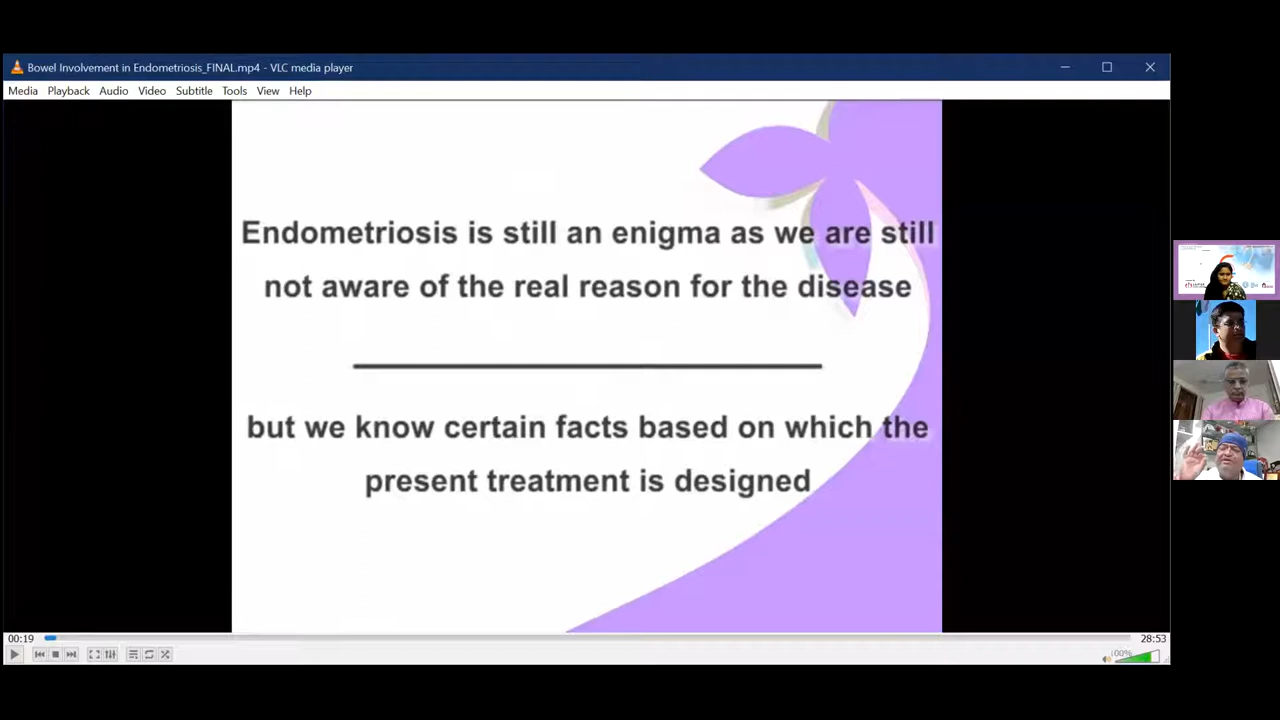 Bowel Involvement in Endometriosis_FINAL.mp4 - VLC media player
Media Playback Audio Video Subtitle Tools View Help
Endometriosis is still an enigma as we are still
not aware of the real reason for the disease
but we know certain facts based on which the
present treatment is designed
00:19
28:53
100%